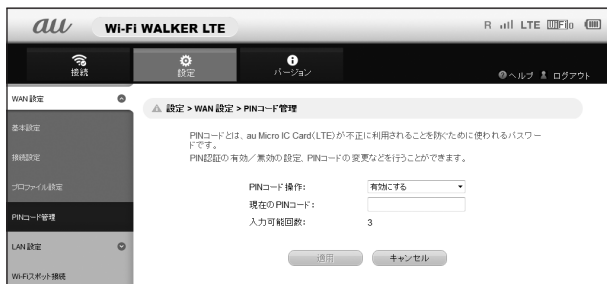 au Wi-Fi WALKER LTE
R LTE
接続 設定 バージョン
ヘルプ ログアウト
WAN 設定
設定 > WAN 設定 > PINコード管理
基本設定
PINコードとは、au Micro IC Card(LTE)が不正に利用されることを防ぐために使われるパスワー
ドです。
PIN認証の有効／無効の設定、PINコードの変更などを行うことができます。
接続設定
プロファイル設定
PINコード操作: 有効にする
PINコード管理
現在のPINコード:
入力可能回数: 3
LAN 設定
適用 キャンセル
Wi-Fiスポット接続